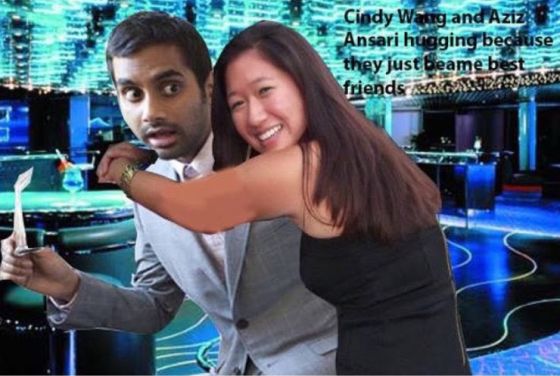 Cindy Wang and Aziz
Ansari hugging because
they just beame best
friends